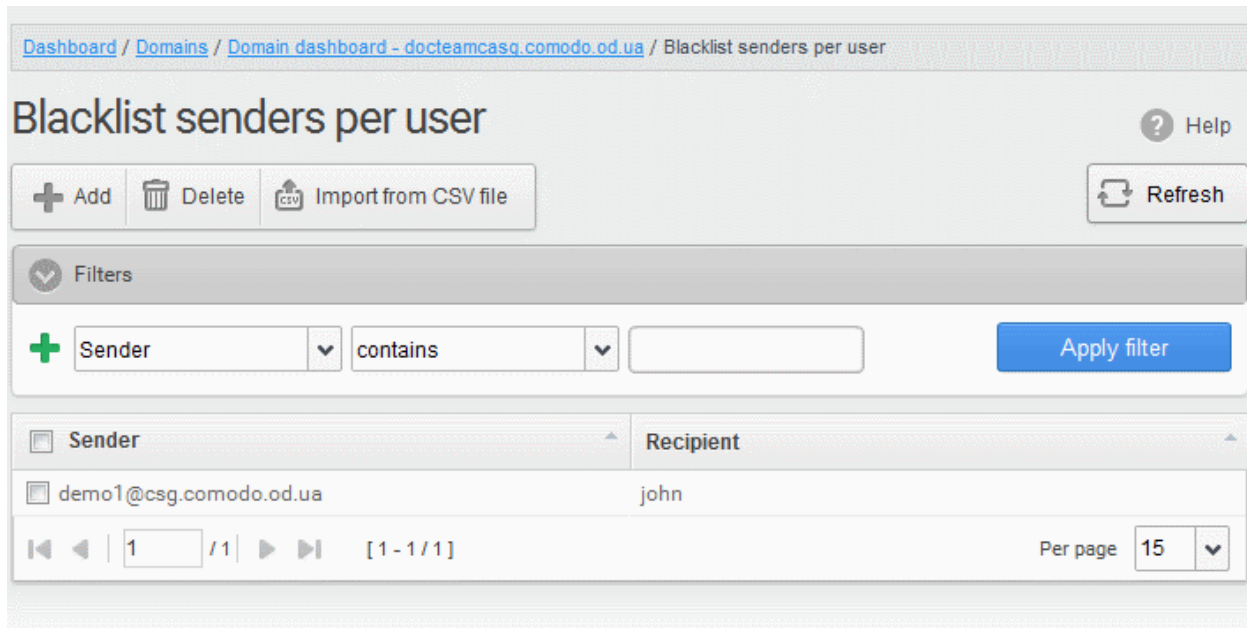 Dashboard / Domains / Domain dashboard - docteamcasg.comodo.od.ua / Blacklist senders per user
Blacklist senders per user
Help
Add Delete CSV Import from CSV file Refresh
Filters
Sender contains Apply filter
Sender Recipient
demo1@csg.comodo.od.ua john
1 / 1 [ 1 - 1 / 1 ] Per page 15